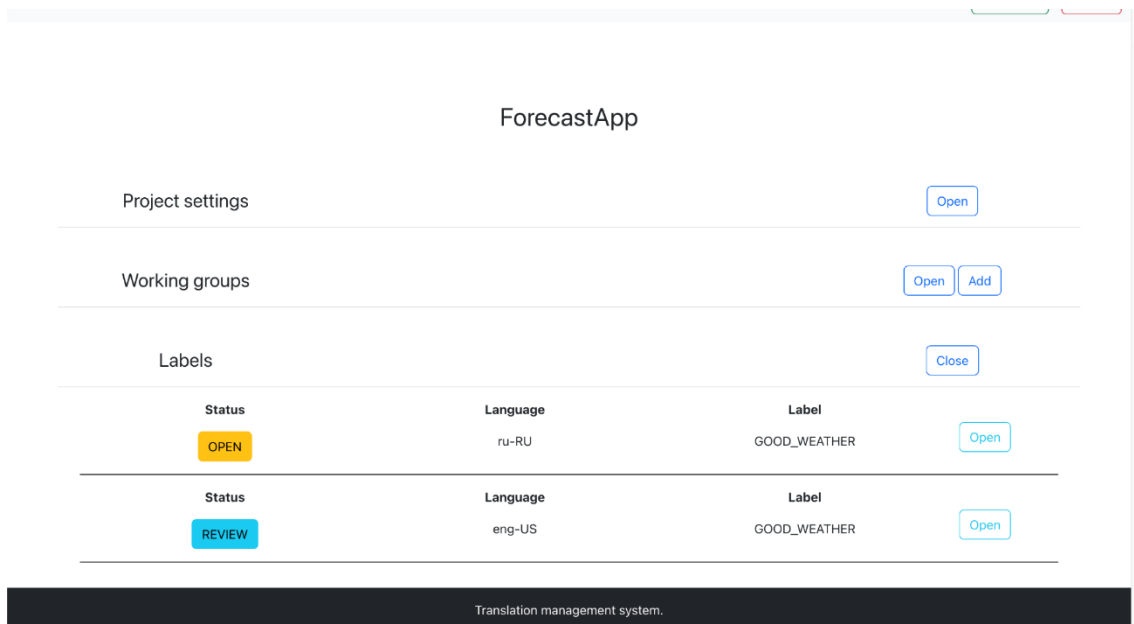 ForecastApp
Project settings Open
Working groups Open Add
Labels Close
Status Language Label
OPEN ru-RU GOOD_WEATHER Open
Status Language Label
REVIEW eng-US GOOD_WEATHER Open
Translation management system.